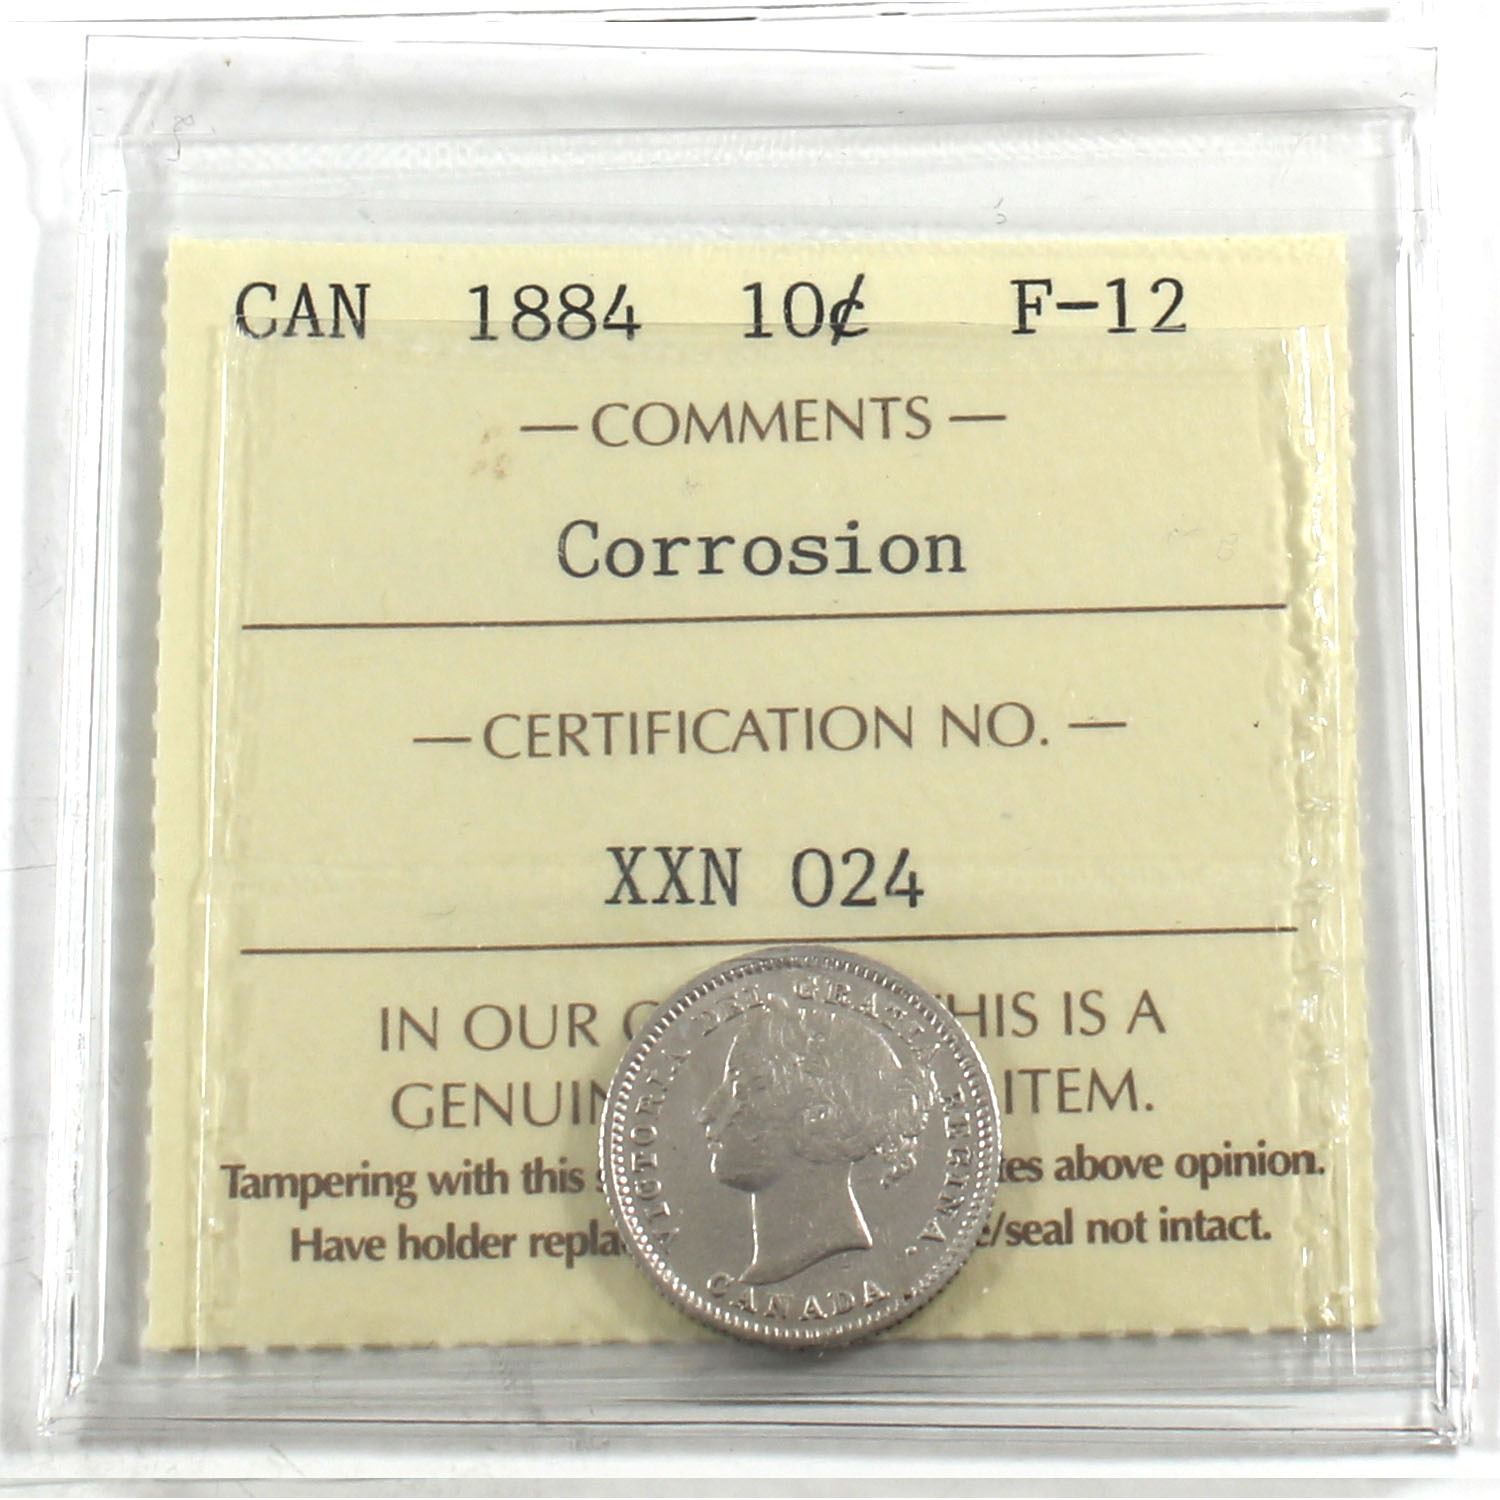 CAN 1884 10¢ F-12
— COMMENTS —
Corrosion
— CERTIFICATION NO. —
XXN 024
IN OUR THIS IS A
GENUIN ITEM.
Tampering with this above opinion.
Have holder repla e/seal not intact.
VICTORIA DEI GRATIA REGINA.
CANADA